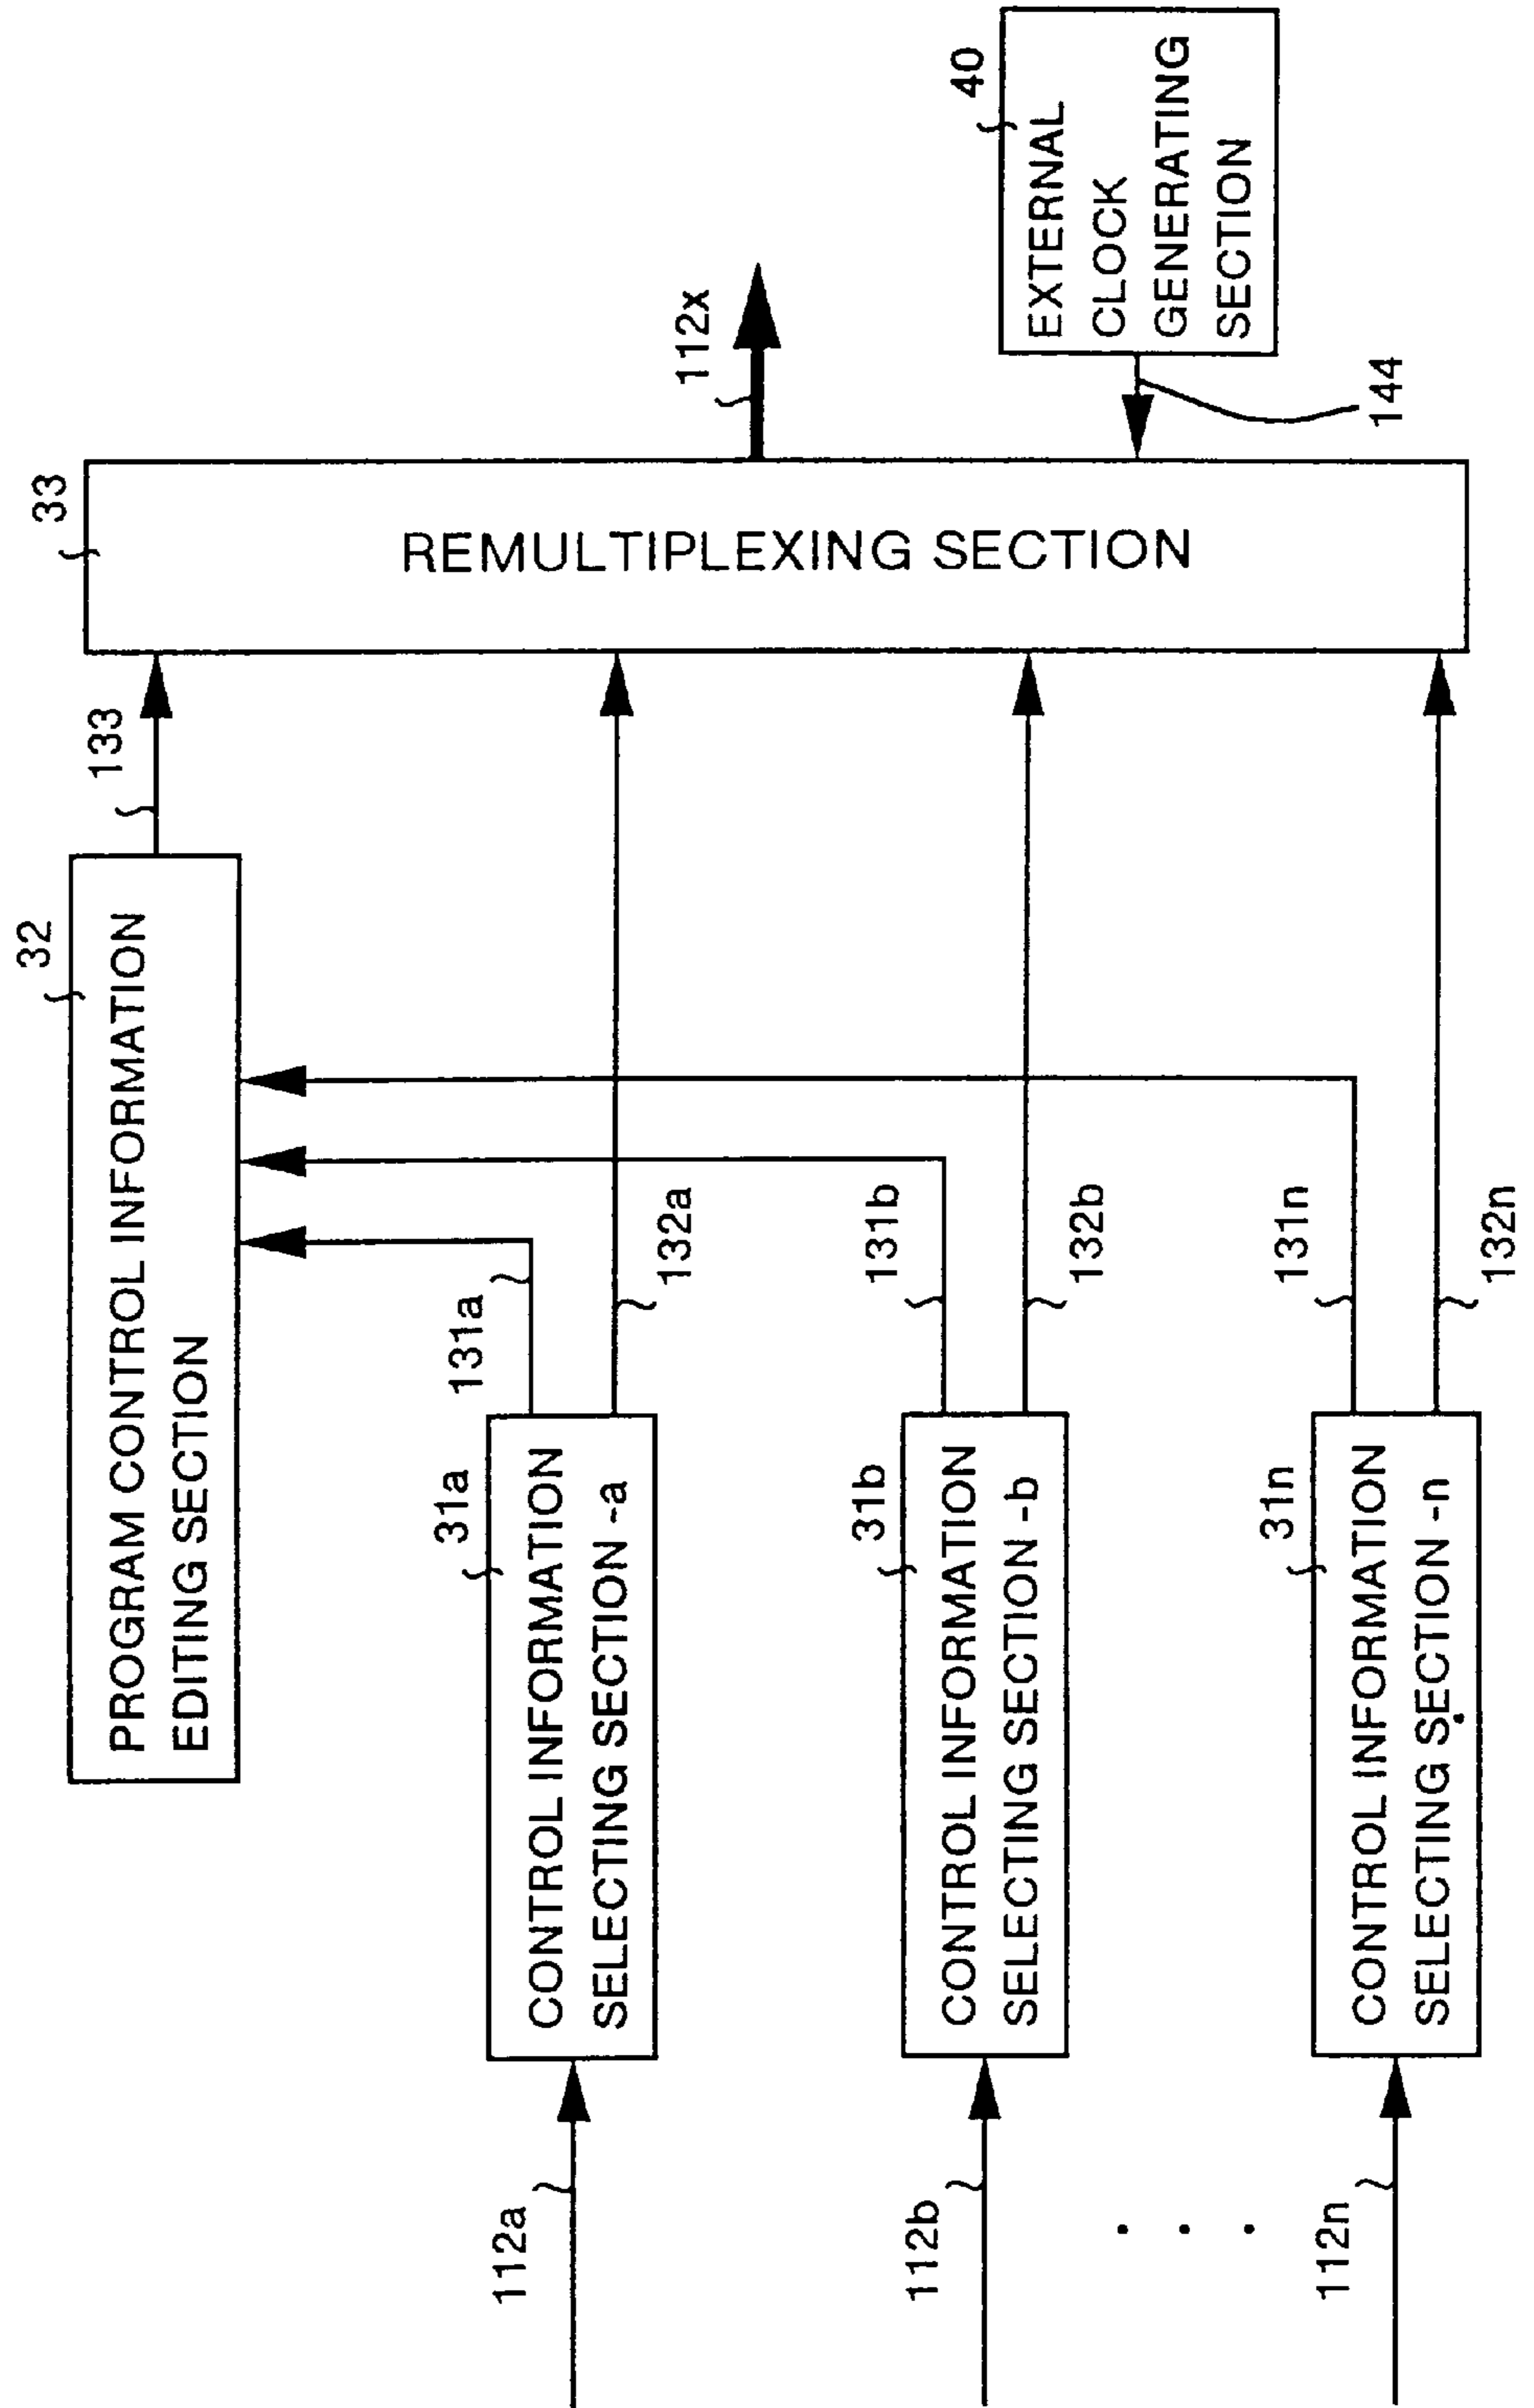 32
PROGRAM CONTROL INFORMATION
EDITING SECTION
133
33
REMULTIPLEXING SECTION
112x
40
EXTERNAL
CLOCK
GENERATING
SECTION
144
112a
31a
CONTROL INFORMATION
SELECTING SECTION -a
131a
132a
112b
31b
CONTROL INFORMATION
SELECTING SECTION -b
131b
132b
. . .
112n
31n
CONTROL INFORMATION
SELECTING SECTION -n
131n
132n